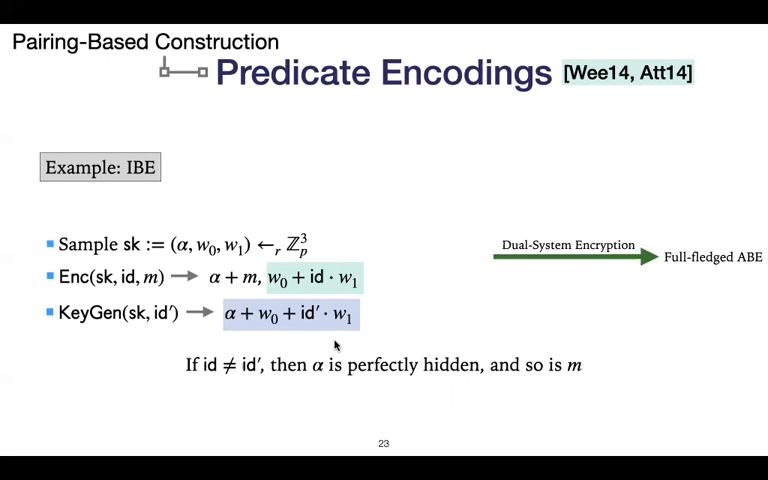 Pairing-Based Construction
Predicate Encodings [Wee14, Att14]
Example: IBE
Sample sk := (α, w₀, w₁) ←ᵣ ℤₚ³
Enc(sk, id, m) → α + m, w₀ + id · w₁
KeyGen(sk, id′) → α + w₀ + id′ · w₁
Dual-System Encryption
Full-fledged ABE
If id ≠ id′, then α is perfectly hidden, and so is m
23